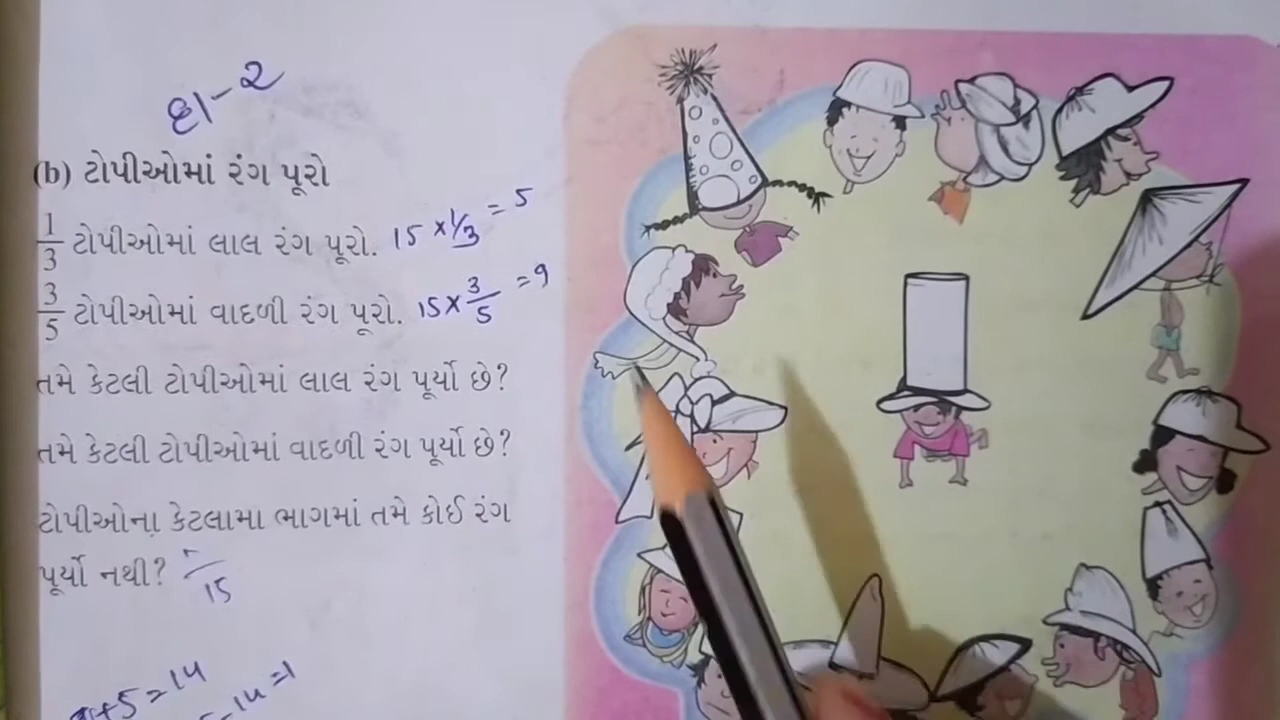 દા-૨
(b) ટોપીઓમાં રંગ પૂરો
1/3 ટોપીઓમાં લાલ રંગ પૂરો. 15 × 1/3 = 5
3/5 ટોપીઓમાં વાદળી રંગ પૂરો. 15 × 3/5 = 9
તમે કેટલી ટોપીઓમાં લાલ રંગ પૂર્યો છે?
તમે કેટલી ટોપીઓમાં વાદળી રંગ પૂર્યો છે?
ટોપીઓના કેટલામા ભાગમાં તમે કોઈ રંગ
પૂર્યો નથી? /15
+5=14
-14=1